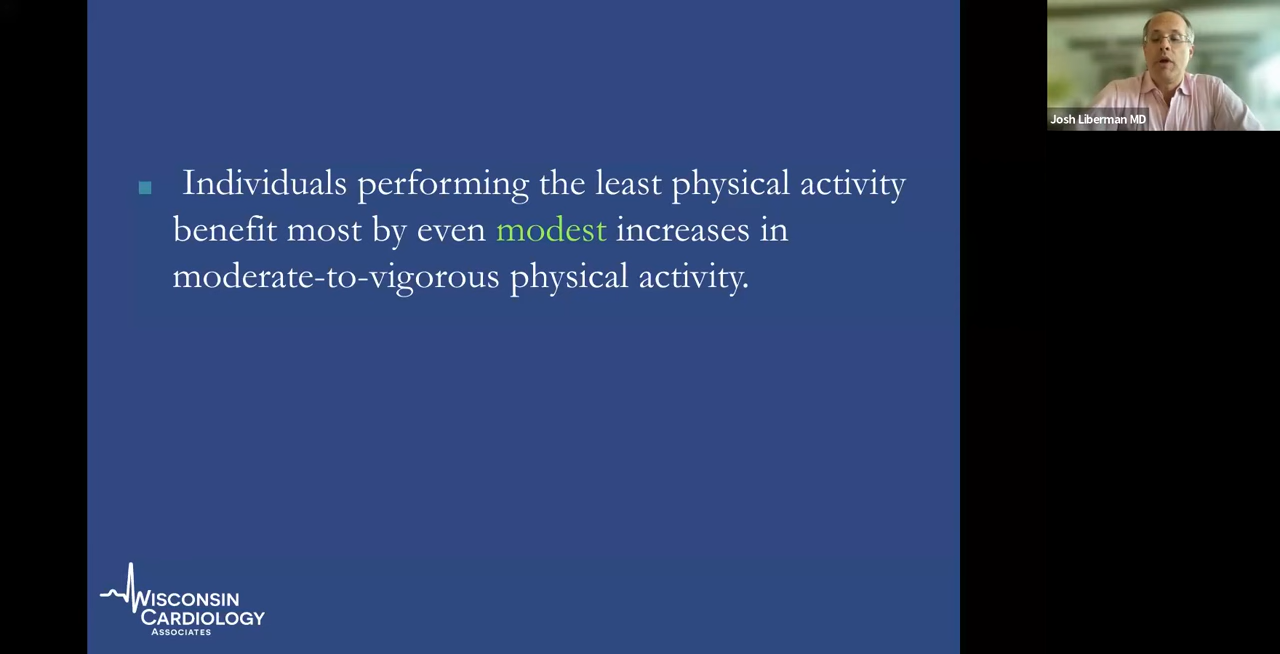 Individuals performing the least physical activity
benefit most by even modest increases in
moderate-to-vigorous physical activity.
Josh Liberman MD
WISCONSIN
CARDIOLOGY
ASSOCIATES